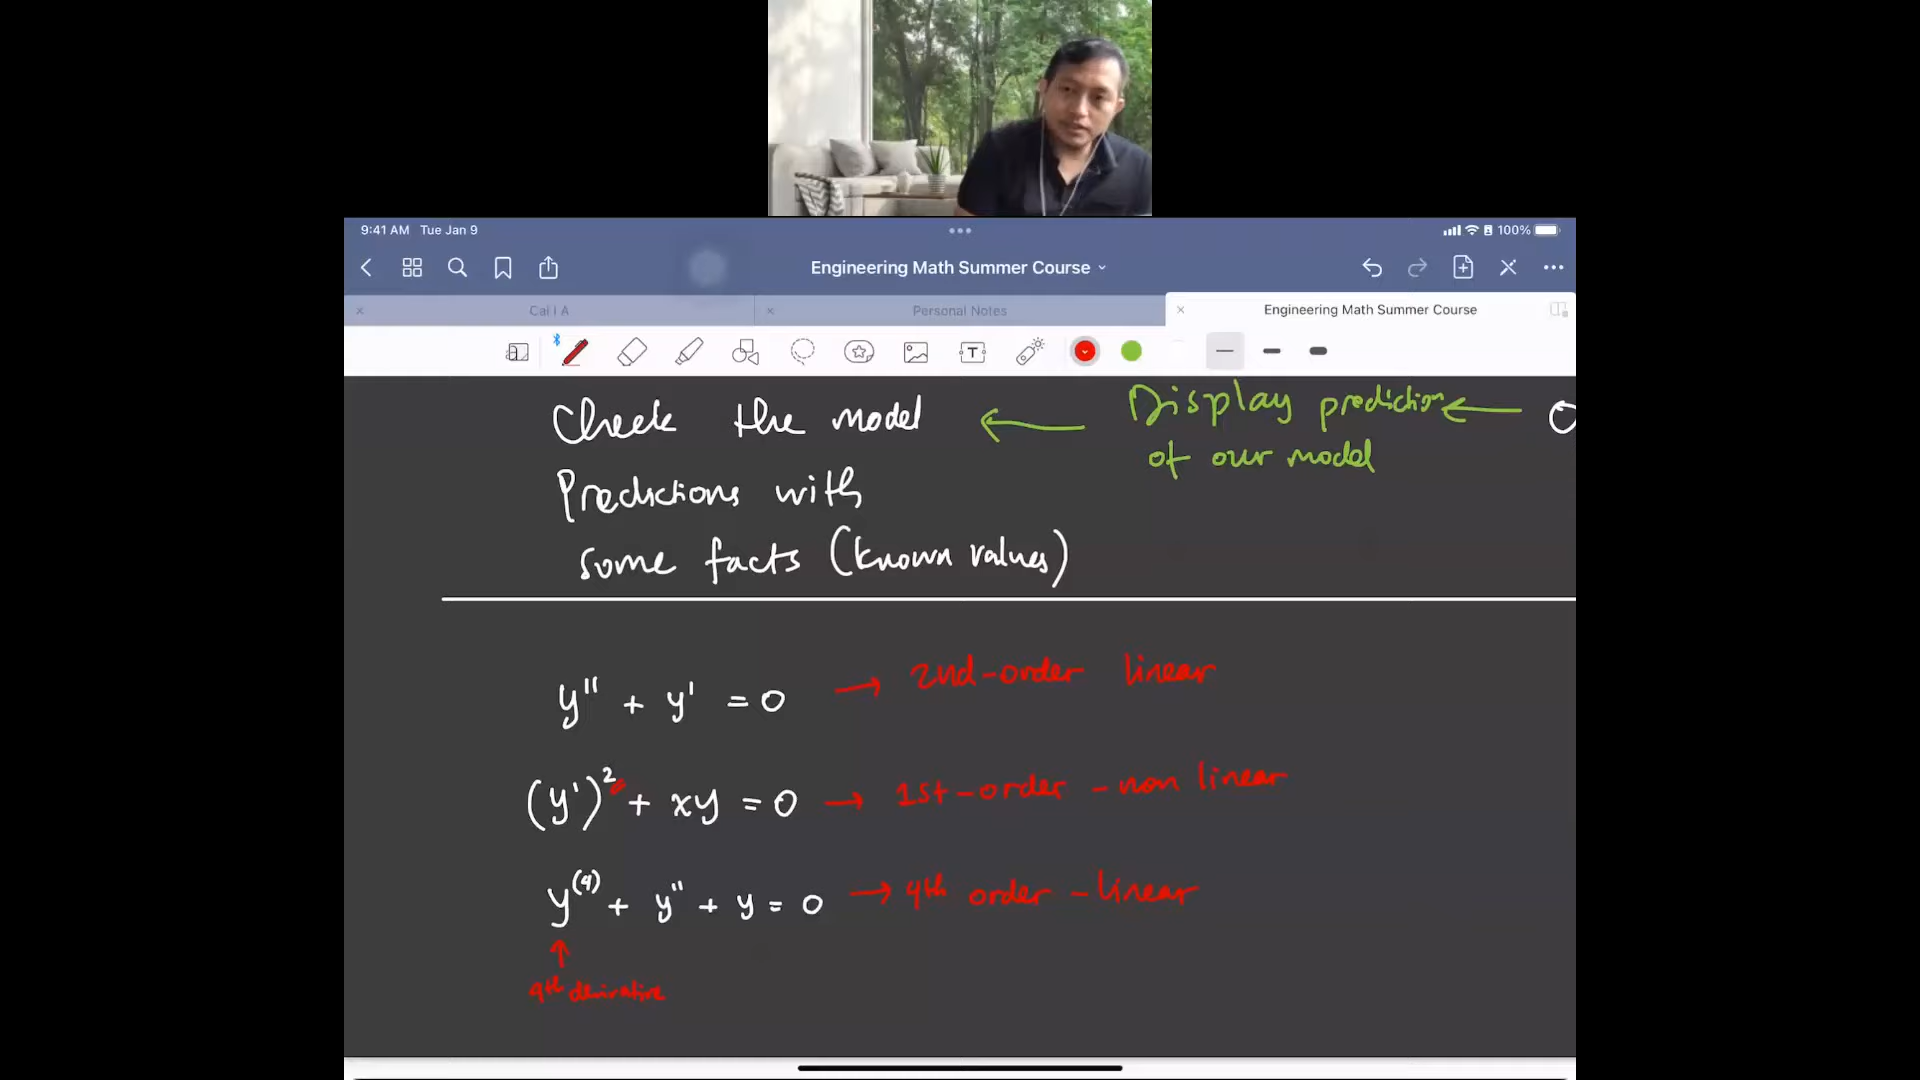 9:41 AM Tue Jan 9
100%
Engineering Math Summer Course
Cal I A
Personal Notes
Engineering Math Summer Course
Check the model
Display prediction
of our model
Predictions with
some facts (known values)
y'' + y' = 0 → 2nd-order linear
(y')² + xy = 0 → 1st-order - non linear
y⁽⁴⁾ + y'' + y = 0 → 4th order - linear
4th derivative